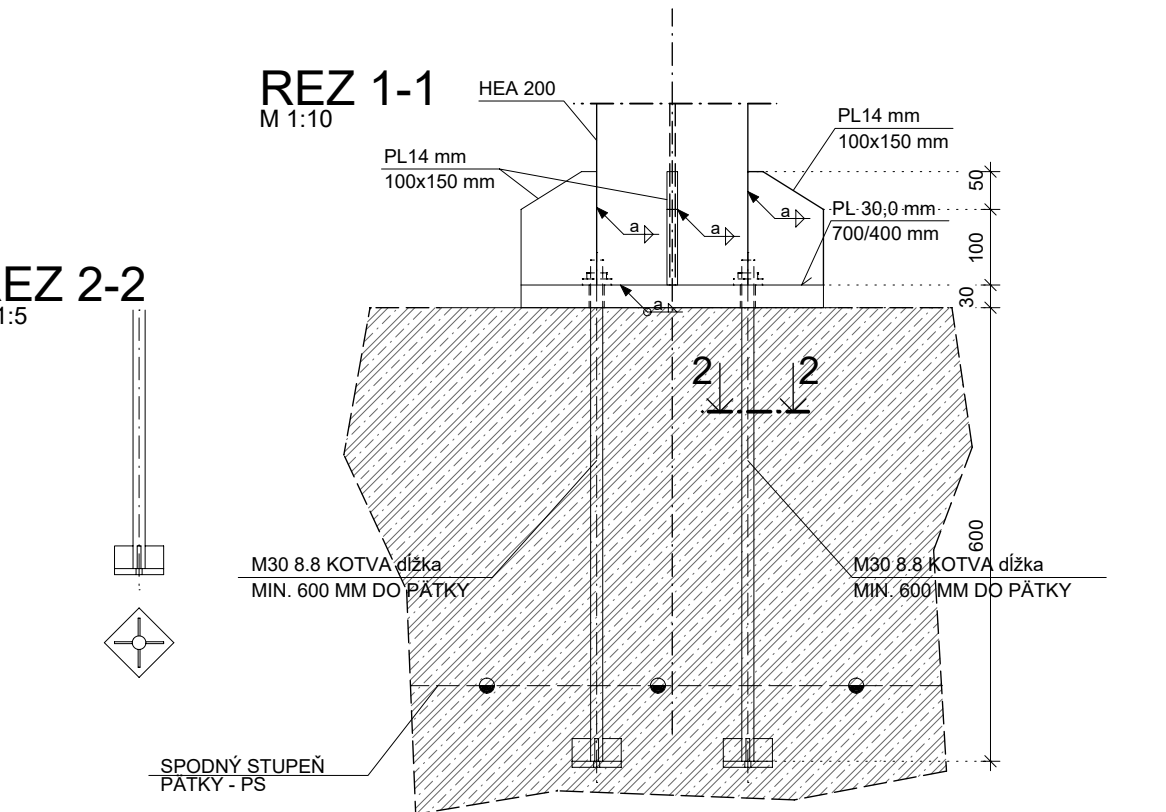 REZ 1-1
M 1:10
HEA 200
PL14 mm
100x150 mm
PL14 mm
100x150 mm
PL 30,0 mm
700/400 mm
a
a
a
a
50
100
30
600
EZ 2-2
1:5
2
2
M30 8.8 KOTVA dĺžka
MIN. 600 MM DO PÄTKY
M30 8.8 KOTVA dĺžka
MIN. 600 MM DO PÄTKY
SPODNÝ STUPEŇ
PÄTKY - PS